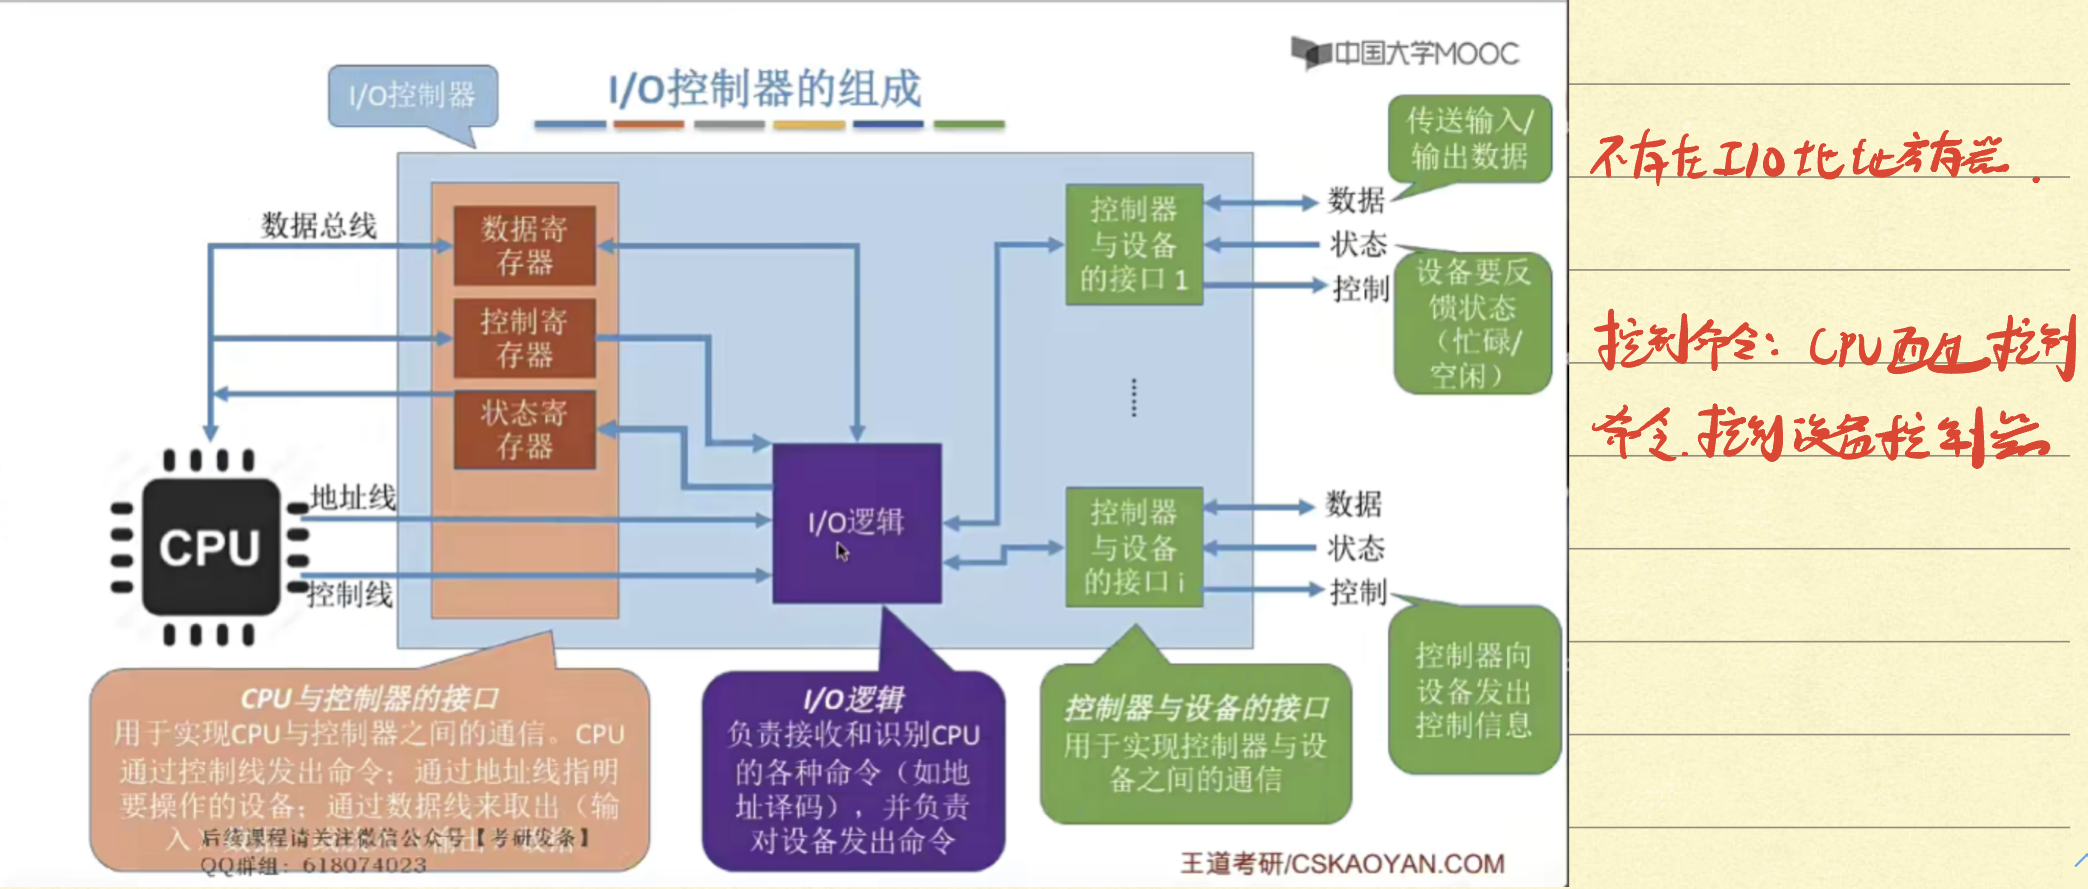 中国大学MOOC
I/O控制器的组成
I/O控制器
传送输入/
输出数据
数据总线
数据寄
存器
控制寄
存器
状态寄
存器
控制器
与设备
的接口 1
数据
状态
控制
设备要反
馈状态
（忙碌/
空闲）
CPU
地址线
控制线
I/O逻辑
控制器
与设备
的接口 i
数据
状态
控制
控制器向
设备发出
控制信息
CPU与控制器的接口
用于实现CPU与控制器之间的通信。CPU
通过控制线发出命令；通过地址线指明
要操作的设备；通过数据线来取出（输
入
后续课程请关注微信公众号【考研发条】
QQ群组：618074023
I/O逻辑
负责接收和识别CPU
的各种命令（如地
址译码），并负责
对设备发出命令
控制器与设备的接口
用于实现控制器与设
备之间的通信
王道考研/CSKAOYAN.COM
不存在I/O地址寄存器.
控制命令：CPU 控制
命令.控制设备控制器